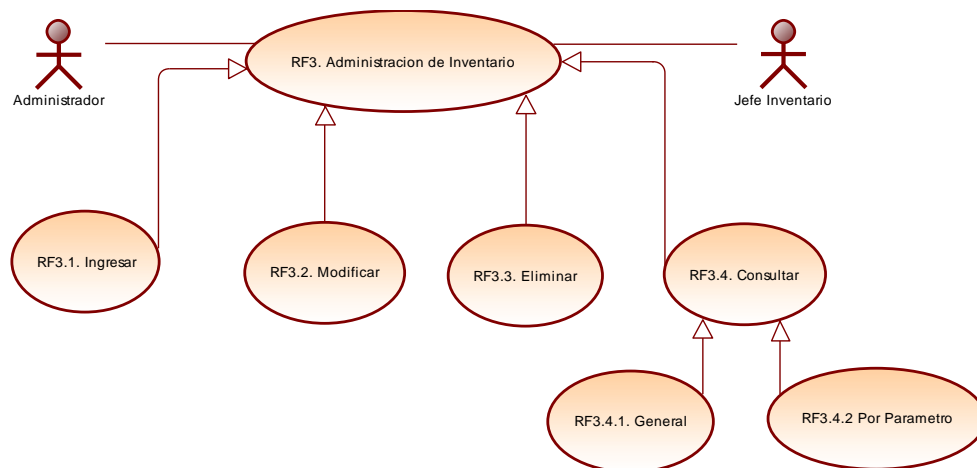 RF3. Administracion de Inventario
Administrador
Jefe Inventario
RF3.1. Ingresar
RF3.2. Modificar
RF3.3. Eliminar
RF3.4. Consultar
RF3.4.1. General
RF3.4.2 Por Parametro